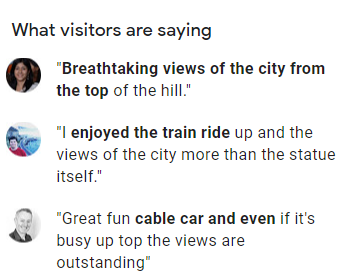 What visitors are saying
"Breathtaking views of the city from
the top of the hill."
"I enjoyed the train ride up and the
views of the city more than the statue
itself."
"Great fun cable car and even if it's
busy up top the views are
outstanding"